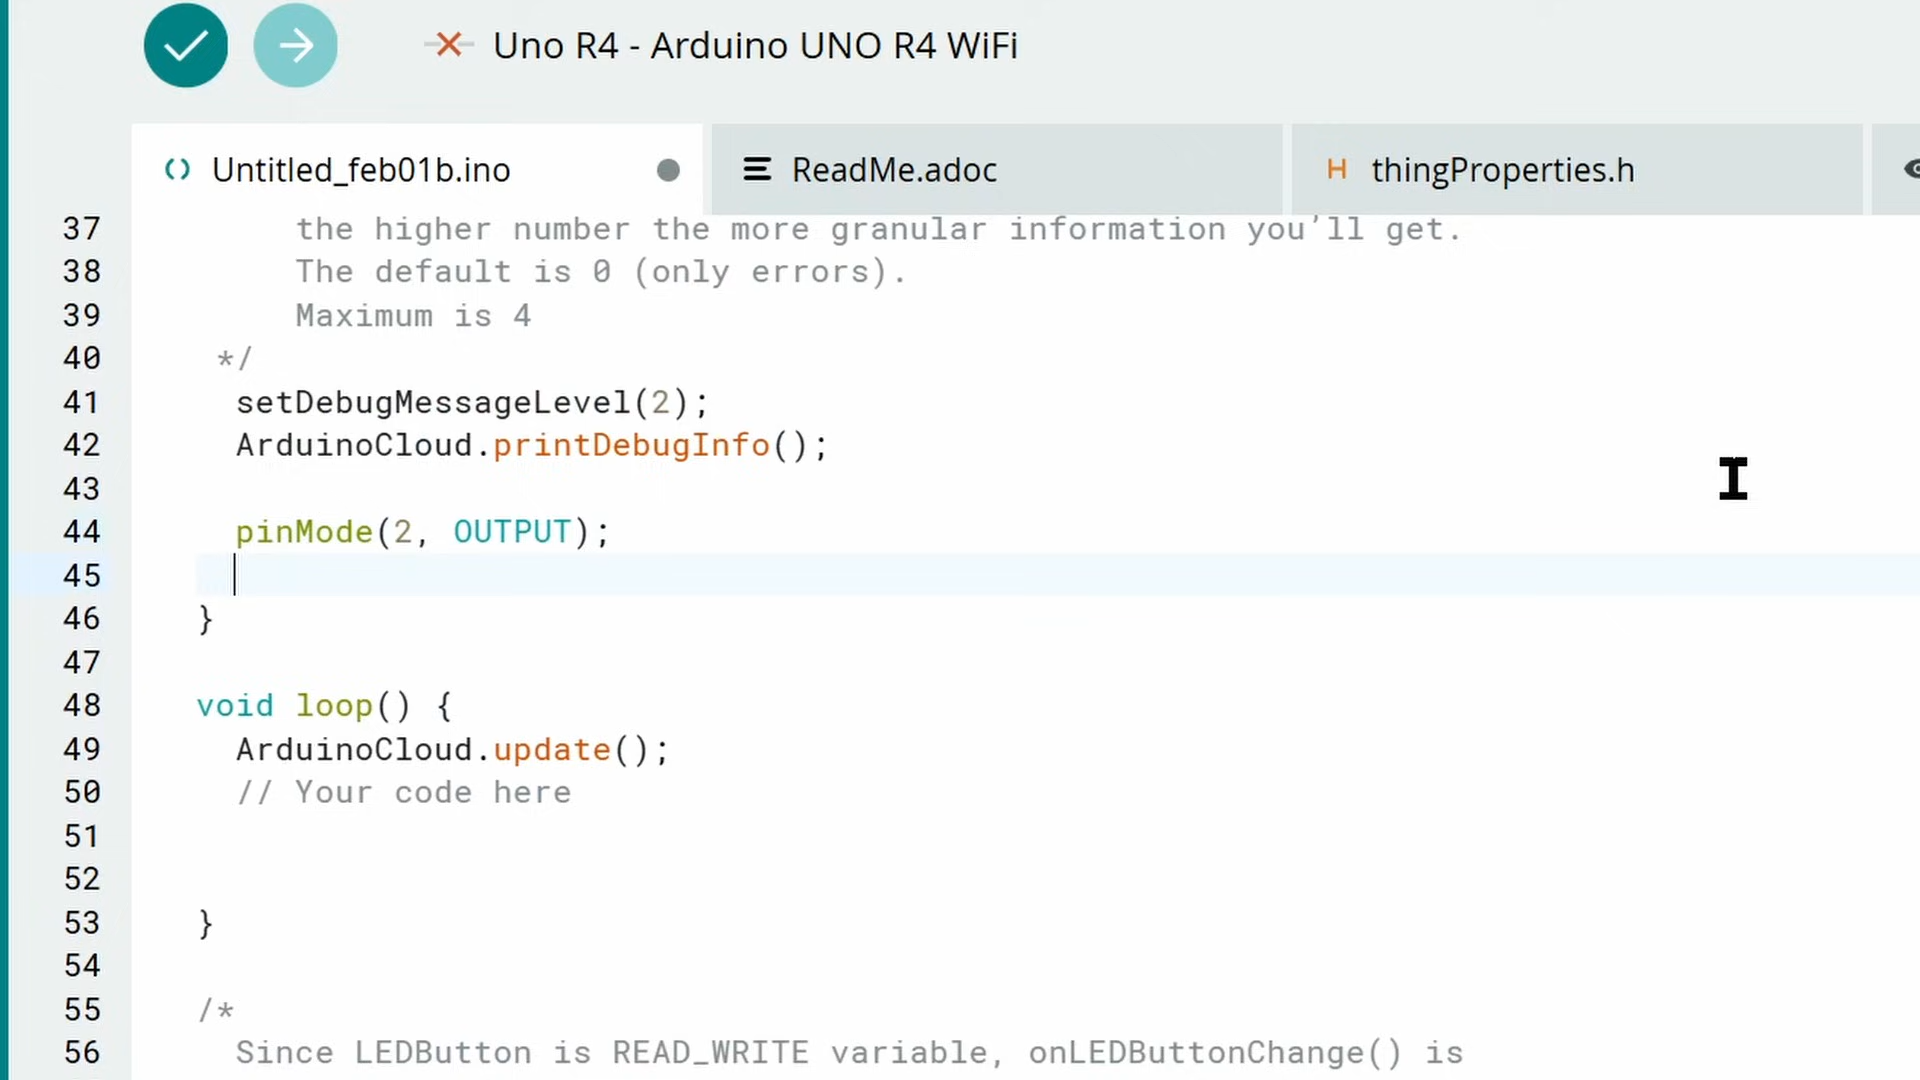 Uno R4 - Arduino UNO R4 WiFi
Untitled_feb01b.ino
ReadMe.adoc
H thingProperties.h
37 the higher number the more granular information you’ll get.
38 The default is 0 (only errors).
39 Maximum is 4
40 */
41 setDebugMessageLevel(2);
42 ArduinoCloud.printDebugInfo();
43
44 pinMode(2, OUTPUT);
45
46 }
47
48 void loop() {
49 ArduinoCloud.update();
50 // Your code here
51
52
53 }
54
55 /*
56 Since LEDButton is READ_WRITE variable, onLEDButtonChange() is